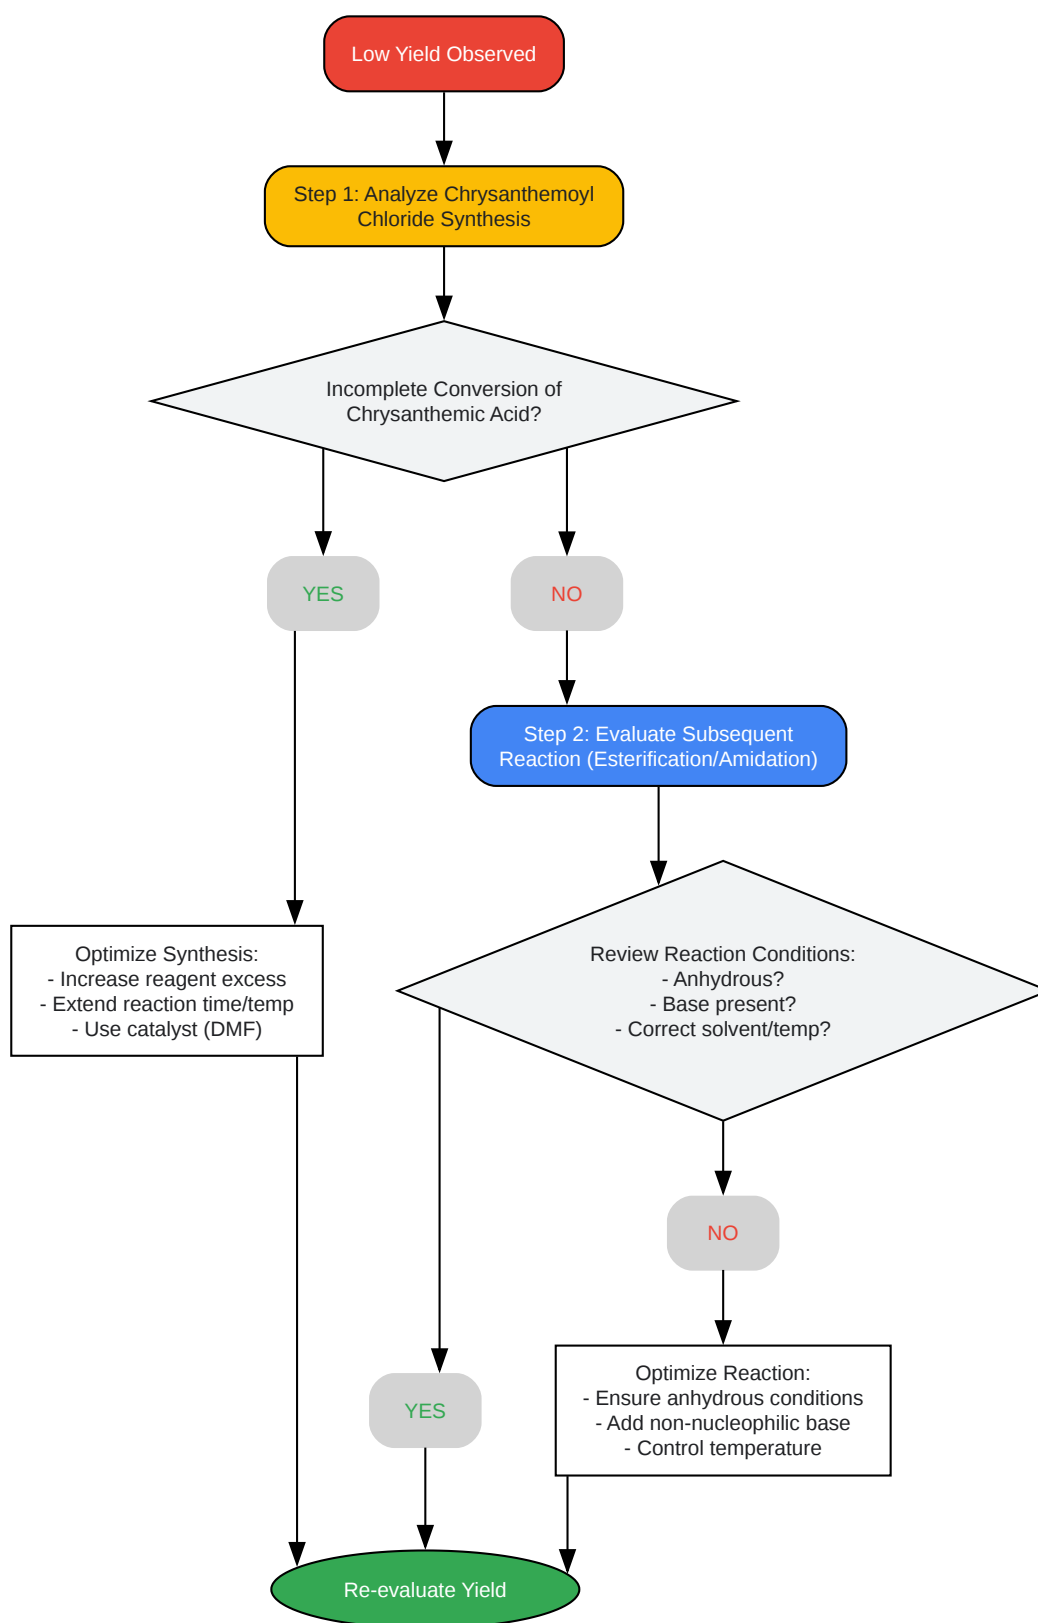 Low Yield Observed
Step 1: Analyze Chrysanthemoyl
Chloride Synthesis
Incomplete Conversion of
Chrysanthemic Acid?
YES
NO
Step 2: Evaluate Subsequent
Reaction (Esterification/Amidation)
Optimize Synthesis:
- Increase reagent excess
- Extend reaction time/temp
- Use catalyst (DMF)
Review Reaction Conditions:
- Anhydrous?
- Base present?
- Correct solvent/temp?
NO
YES
Optimize Reaction:
- Ensure anhydrous conditions
- Add non-nucleophilic base
- Control temperature
Re-evaluate Yield